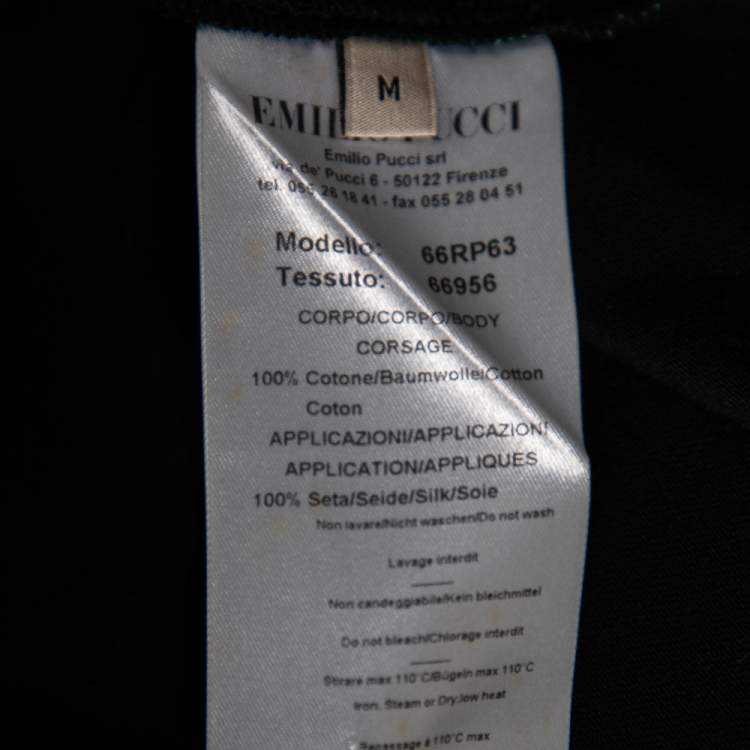 M
EMILIO PUCCI
Emilio Pucci srl
via de' Pucci 6 - 50122 Firenze
tel. 055 26 18 41 - fax 055 28 04 51
Modello: 66RP63
Tessuto: 66956
CORPO/CORPO/BODY
CORSAGE
100% Cotone/Baumwolle/Cotton
Coton
APPLICAZIONI/APPLICAZIONI
APPLICATION/APPLIQUES
100% Seta/Seide/Silk/Soie
Non lavare/Nicht waschen/Do not wash
Lavage interdit
Non candeggiabile/Kein bleichmittel
Do not bleach/Chlorage interdit
Stirare max 110°C/Bügeln max 110°C
Iron, Steam or Dry,low heat
Repassage à 110°C max